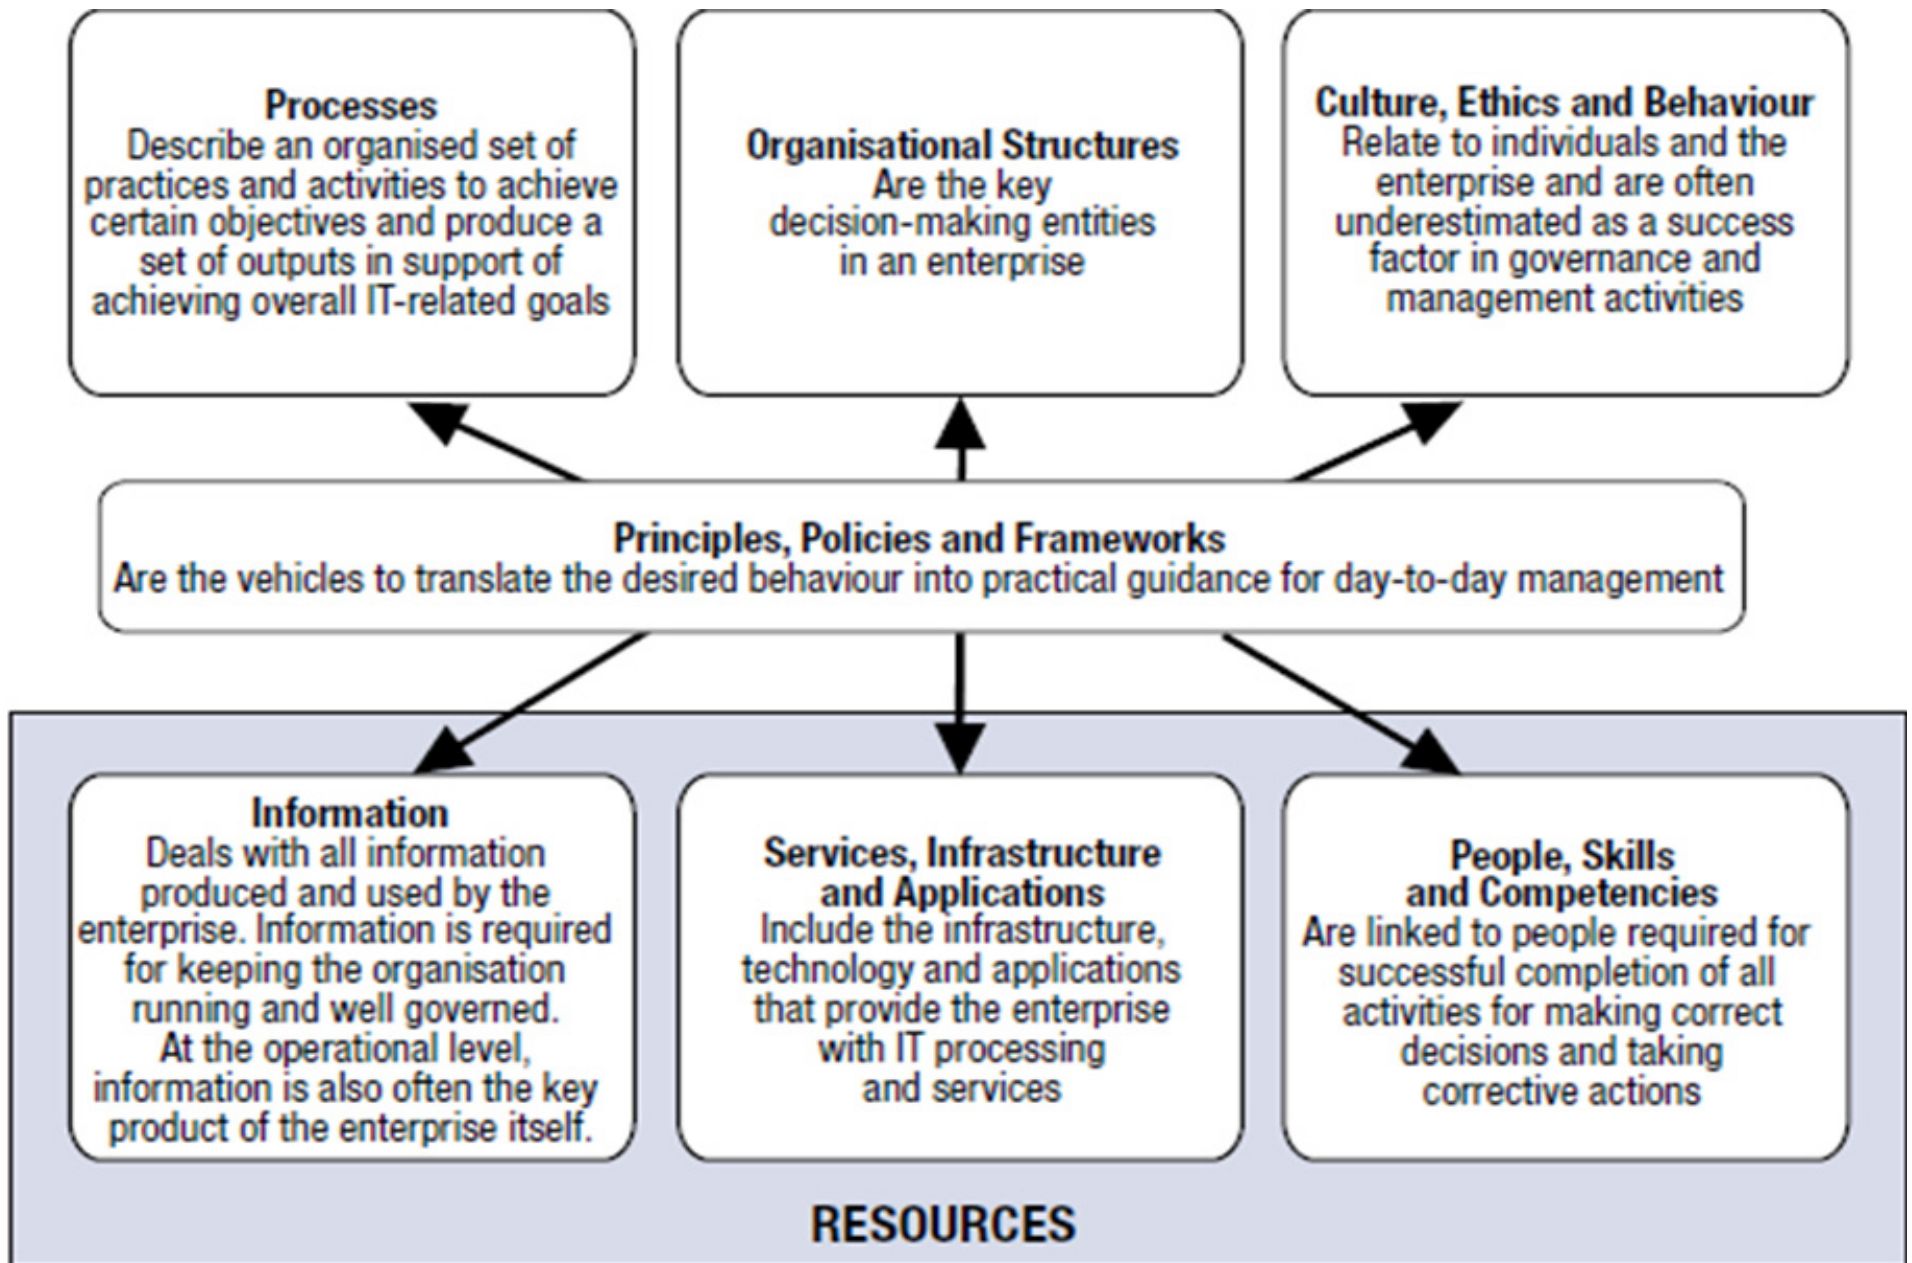 Processes
Describe an organised set of
practices and activities to achieve
certain objectives and produce a
set of outputs in support of
achieving overall IT-related goals
Organisational Structures
Are the key
decision-making entities
in an enterprise
Culture, Ethics and Behaviour
Relate to individuals and the
enterprise and are often
underestimated as a success
factor in governance and
management activities
Principles, Policies and Frameworks
Are the vehicles to translate the desired behaviour into practical guidance for day-to-day management
Information
Deals with all information
produced and used by the
enterprise. Information is required
for keeping the organisation
running and well governed.
At the operational level,
information is also often the key
product of the enterprise itself.
Services, Infrastructure
and Applications
Include the infrastructure,
technology and applications
that provide the enterprise
with IT processing
and services
People, Skills
and Competencies
Are linked to people required for
successful completion of all
activities for making correct
decisions and taking
corrective actions
RESOURCES